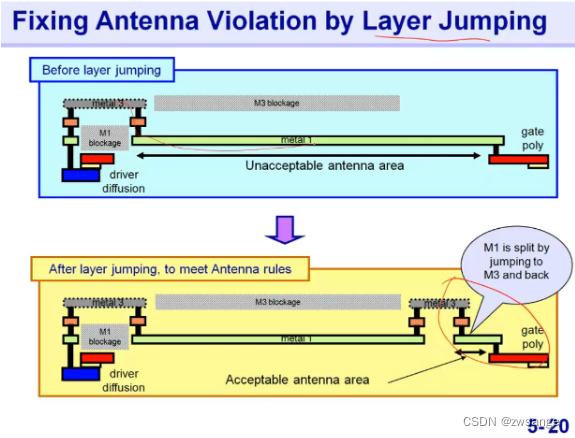 Fixing Antenna Violation by Layer Jumping
Before layer jumping
metal 3
M3 blockage
M1
blockage
metal 1
gate
poly
Unacceptable antenna area
driver
diffusion
M1 is split by
jumping to
M3 and back
After layer jumping, to meet Antenna rules
metal 3
M3 blockage
metal 3
M1
blockage
metal 1
gate
poly
driver
diffusion
Acceptable antenna area
CSDN @zwsange
5-20